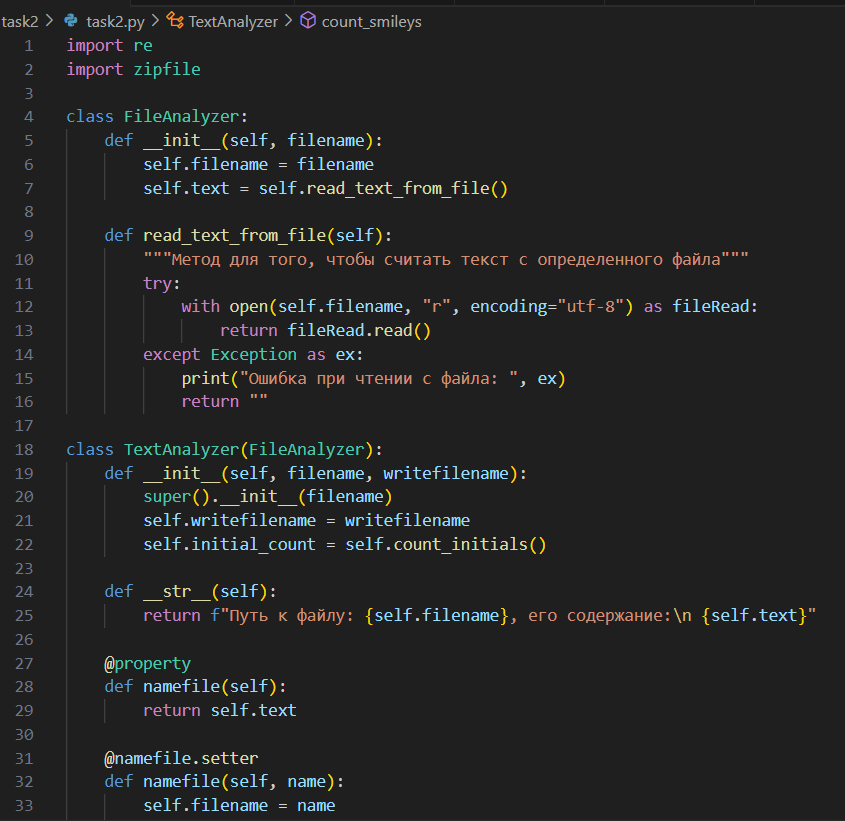 task2 > task2.py > TextAnalyzer > count_smileys
1 import re
2 import zipfile
3
4 class FileAnalyzer:
5     def __init__(self, filename):
6         self.filename = filename
7         self.text = self.read_text_from_file()
8
9     def read_text_from_file(self):
10         """Метод для того, чтобы считать текст с определенного файла"""
11         try:
12             with open(self.filename, "r", encoding="utf-8") as fileRead:
13                 return fileRead.read()
14         except Exception as ex:
15             print("Ошибка при чтении с файла: ", ex)
16             return ""
17
18 class TextAnalyzer(FileAnalyzer):
19     def __init__(self, filename, writefilename):
20         super().__init__(filename)
21         self.writefilename = writefilename
22         self.initial_count = self.count_initials()
23
24     def __str__(self):
25         return f"Путь к файлу: {self.filename}, его содержание:\n {self.text}"
26
27     @property
28     def namefile(self):
29         return self.text
30
31     @namefile.setter
32     def namefile(self, name):
33         self.filename = name